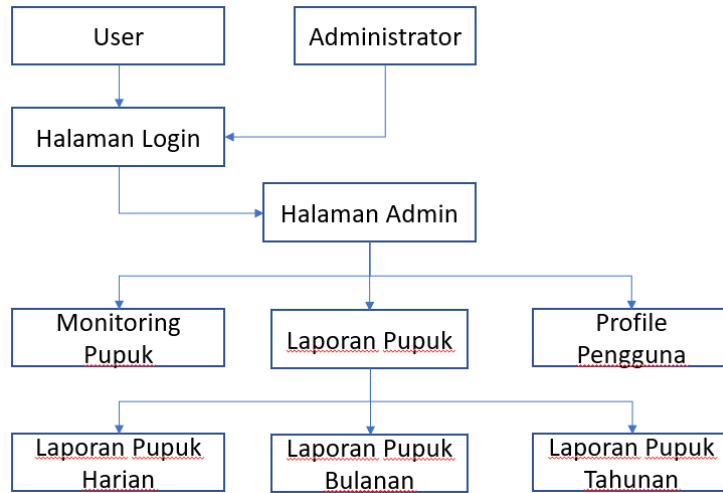 User
Administrator
Halaman Login
Halaman Admin
Monitoring
Pupuk
Laporan Pupuk
Profile
Pengguna
Laporan Pupuk
Harian
Laporan Pupuk
Bulanan
Laporan Pupuk
Tahunan